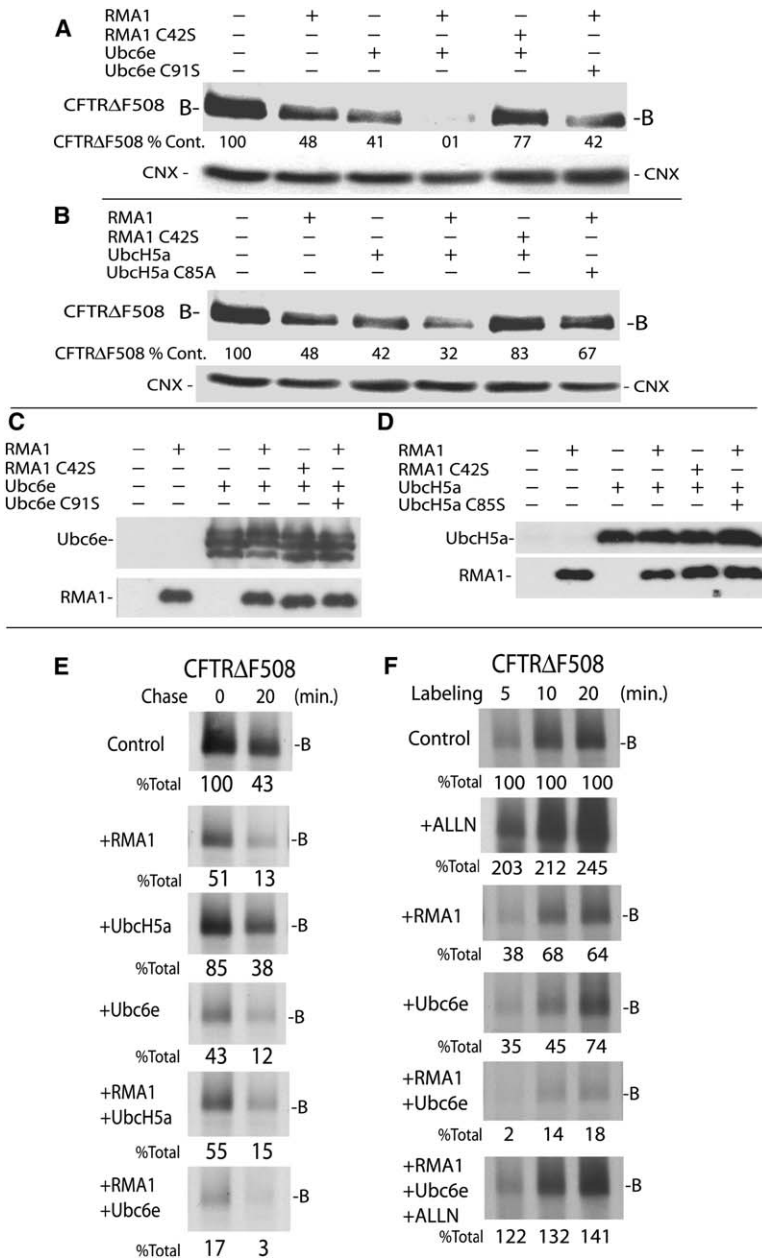 A
RMA1 – + – + – +
RMA1 C42S – – – – + –
Ubc6e – – + + + –
Ubc6e C91S – – – – – +
CFTRΔF508 B- -B
CFTRΔF508 % Cont. 100 48 41 01 77 42
CNX - - CNX
B
RMA1 – + – + – +
RMA1 C42S – – – – + –
UbcH5a – – + + + –
UbcH5a C85A – – – – – +
CFTRΔF508 B- -B
CFTRΔF508 % Cont. 100 48 42 32 83 67
CNX - - CNX
C
RMA1 – + – + – +
RMA1 C42S – – – – + –
Ubc6e – – + + + +
Ubc6e C91S – – – – – +
Ubc6e-
RMA1-
D
RMA1 – + – + – +
RMA1 C42S – – – – + –
UbcH5a – – + + + +
UbcH5a C85S – – – – – +
UbcH5a-
RMA1-
E
CFTRΔF508
Chase 0 20 (min.)
Control -B
%Total 100 43
+RMA1 -B
%Total 51 13
+UbcH5a -B
%Total 85 38
+Ubc6e -B
%Total 43 12
+RMA1
+UbcH5a -B
%Total 55 15
+RMA1
+Ubc6e -B
%Total 17 3
F
CFTRΔF508
Labeling 5 10 20 (min.)
Control -B
%Total 100 100 100
+ALLN
%Total 203 212 245
+RMA1 -B
%Total 38 68 64
+Ubc6e -B
%Total 35 45 74
+RMA1
+Ubc6e -B
%Total 2 14 18
+RMA1
+Ubc6e -B
+ALLN
%Total 122 132 141